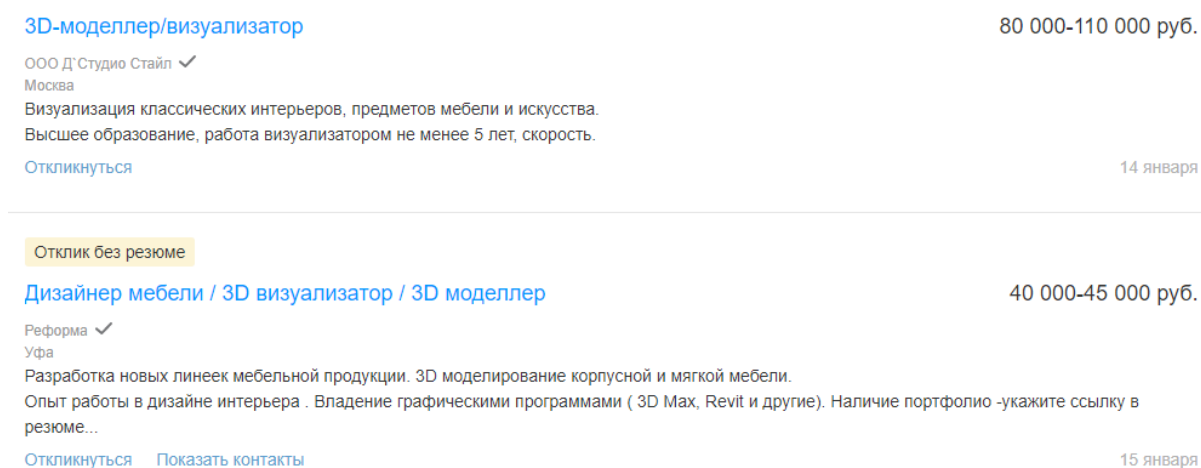 3D-моделлер/визуализатор
80 000-110 000 руб.
ООО Д`Студио Стайл
Москва
Визуализация классических интерьеров, предметов мебели и искусства.
Высшее образование, работа визуализатором не менее 5 лет, скорость.
Откликнуться
14 января
Отклик без резюме
Дизайнер мебели / 3D визуализатор / 3D моделлер
40 000-45 000 руб.
Реформа
Уфа
Разработка новых линеек мебельной продукции. 3D моделирование корпусной и мягкой мебели.
Опыт работы в дизайне интерьера . Владение графическими программами ( 3D Max, Revit и другие). Наличие портфолио -укажите ссылку в
резюме...
Откликнуться Показать контакты
15 января